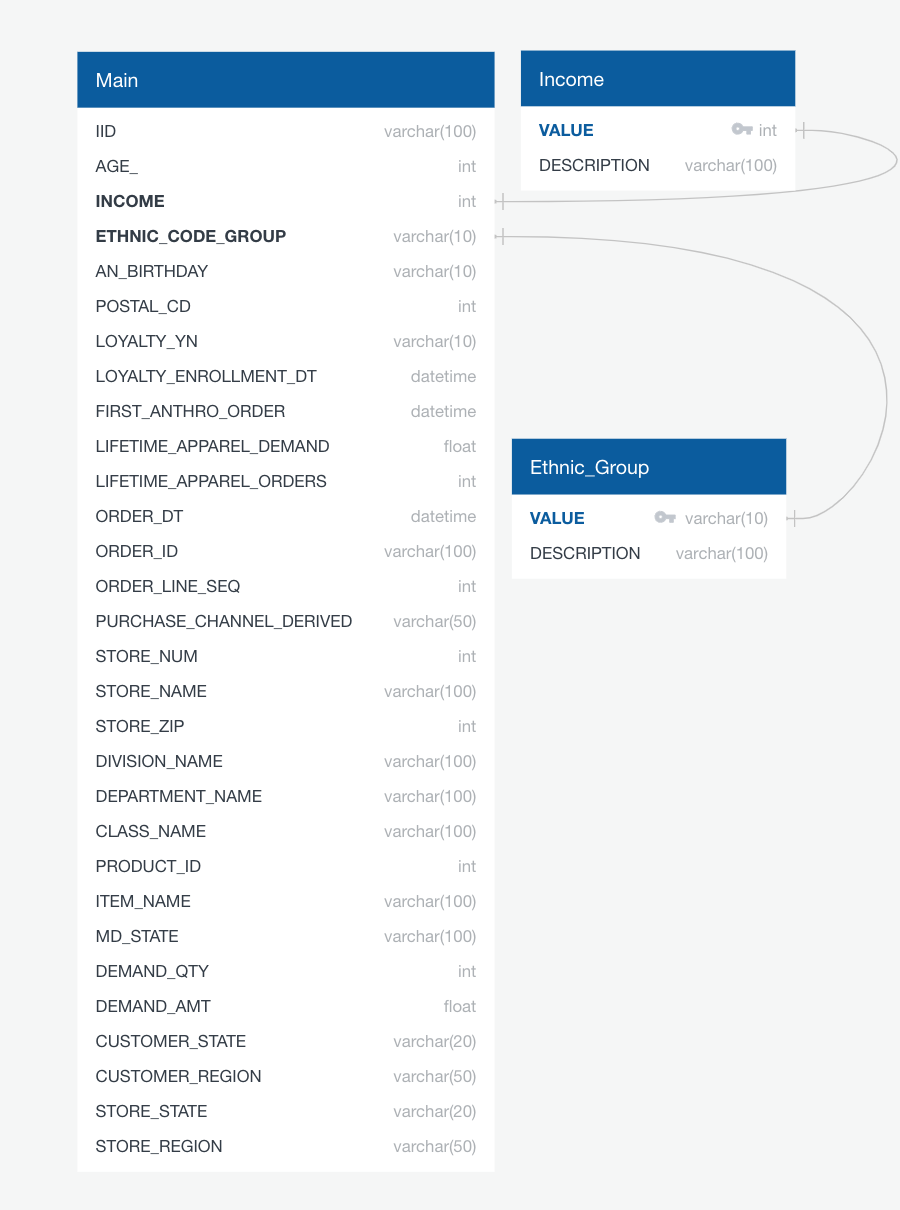 Main
IID varchar(100)
AGE_ int
INCOME int
ETHNIC_CODE_GROUP varchar(10)
AN_BIRTHDAY varchar(10)
POSTAL_CD int
LOYALTY_YN varchar(10)
LOYALTY_ENROLLMENT_DT datetime
FIRST_ANTHRO_ORDER datetime
LIFETIME_APPAREL_DEMAND float
LIFETIME_APPAREL_ORDERS int
ORDER_DT datetime
ORDER_ID varchar(100)
ORDER_LINE_SEQ int
PURCHASE_CHANNEL_DERIVED varchar(50)
STORE_NUM int
STORE_NAME varchar(100)
STORE_ZIP int
DIVISION_NAME varchar(100)
DEPARTMENT_NAME varchar(100)
CLASS_NAME varchar(100)
PRODUCT_ID int
ITEM_NAME varchar(100)
MD_STATE varchar(100)
DEMAND_QTY int
DEMAND_AMT float
CUSTOMER_STATE varchar(20)
CUSTOMER_REGION varchar(50)
STORE_STATE varchar(20)
STORE_REGION varchar(50)
Income
VALUE int
DESCRIPTION varchar(100)
Ethnic_Group
VALUE varchar(10)
DESCRIPTION varchar(100)